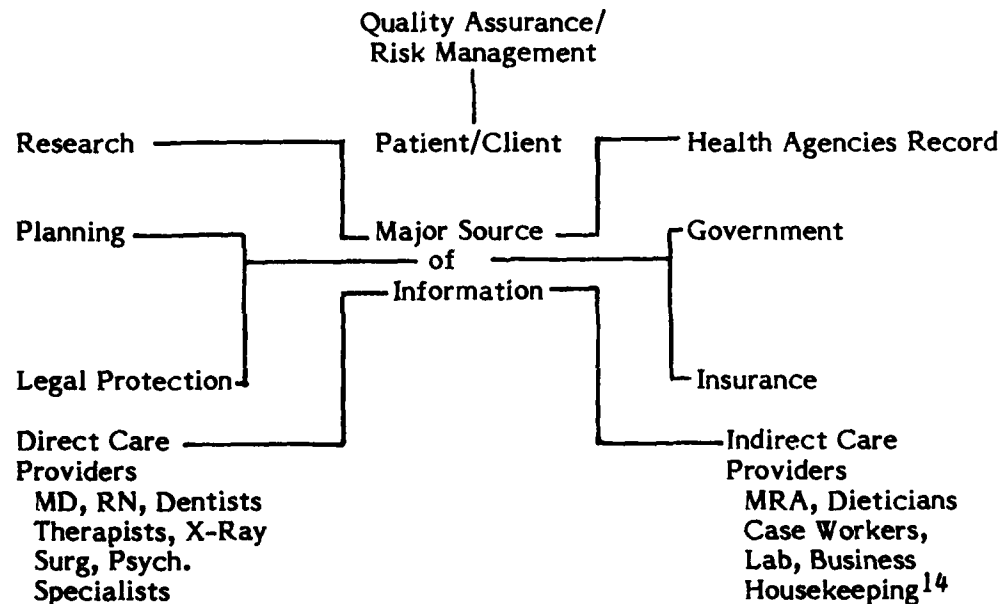 Quality Assurance/
Risk Management
Research
Patient/Client
Health Agencies Record
Planning
Major Source
of
Information
Government
Legal Protection
Insurance
Direct Care
Providers
MD, RN, Dentists
Therapists, X-Ray
Surg, Psych.
Specialists
Indirect Care
Providers
MRA, Dieticians
Case Workers,
Lab, Business
Housekeeping14